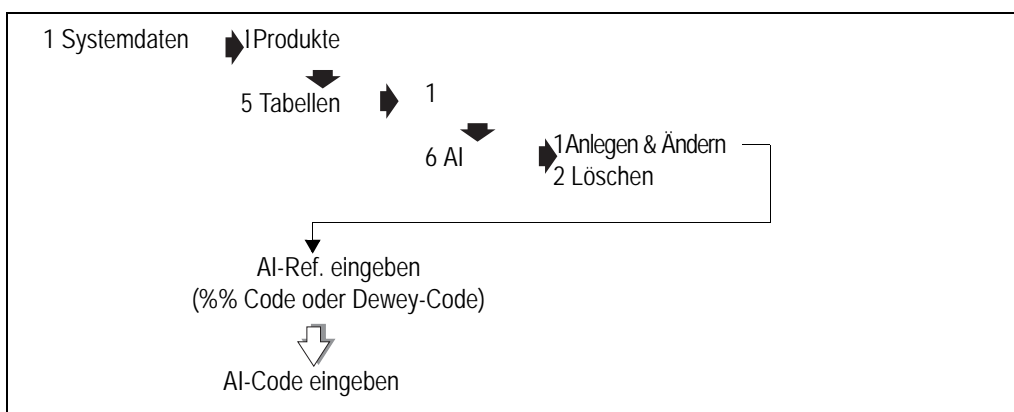 1 Systemdaten 1Produkte
5 Tabellen 1
6 AI 1Anlegen & Ändern
2 Löschen
AI-Ref. eingeben
(%% Code oder Dewey-Code)
AI-Code eingeben